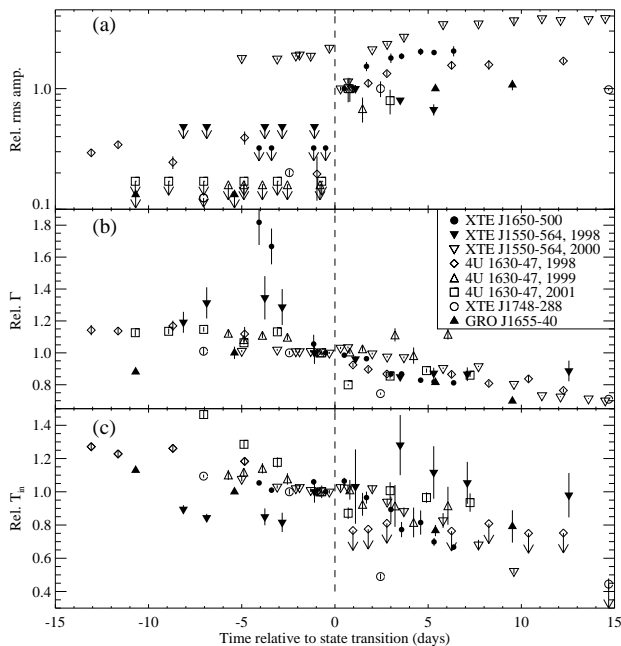 (a)
1.0
0.1
Rel. rms amp.
(b)
1.8
1.6
1.4
1.2
1.0
0.8
Rel. Γ
XTE J1650-500
XTE J1550-564, 1998
XTE J1550-564, 2000
4U 1630-47, 1998
4U 1630-47, 1999
4U 1630-47, 2001
XTE J1748-288
GRO J1655-40
(c)
1.4
1.2
1.0
0.8
0.6
0.4
Rel. T_in
-15 -10 -5 0 5 10 15
Time relative to state transition (days)